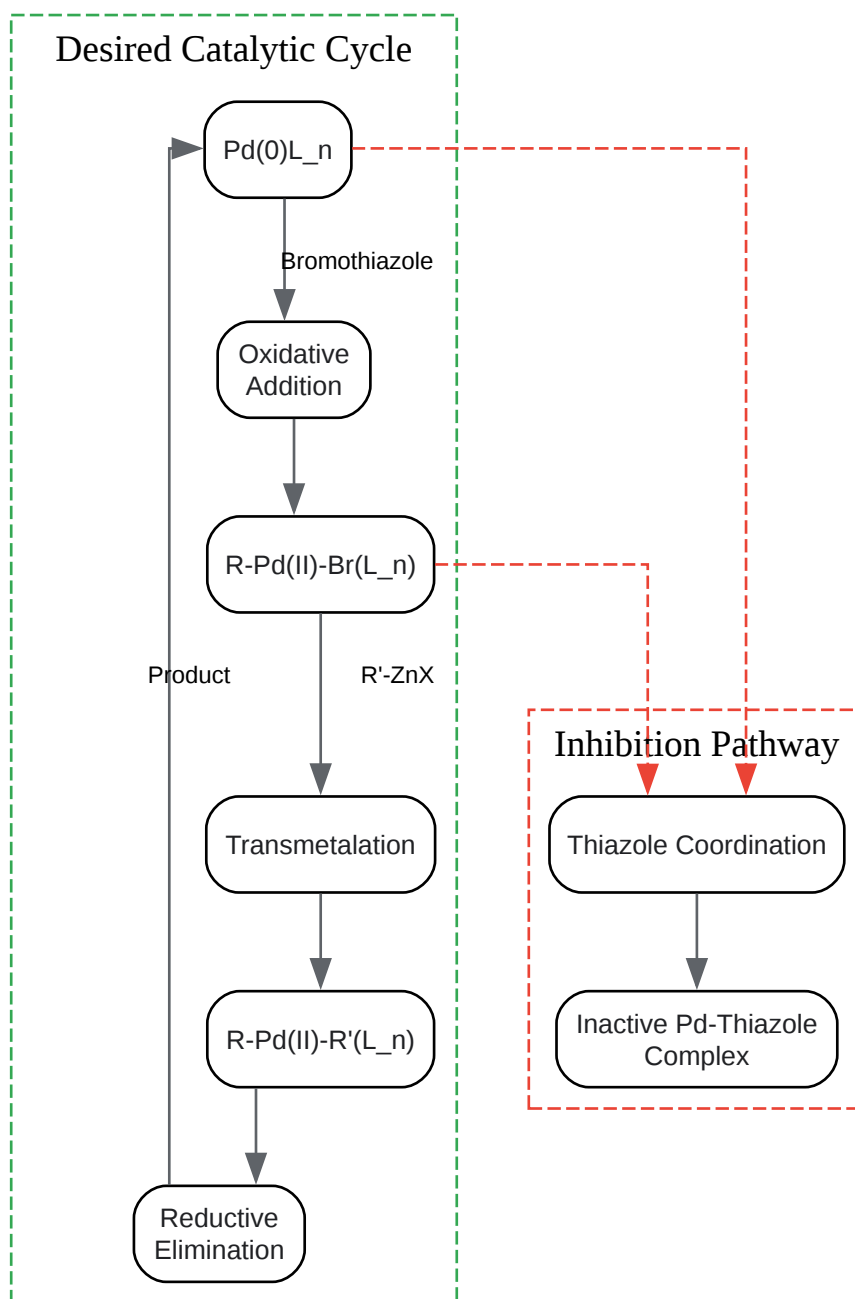 Desired Catalytic Cycle
Pd(0)L_n
Bromothiazole
Oxidative
Addition
R-Pd(II)-Br(L_n)
Product
R'-ZnX
Inhibition Pathway
Transmetalation
Thiazole Coordination
R-Pd(II)-R'(L_n)
Inactive Pd-Thiazole
Complex
Reductive
Elimination